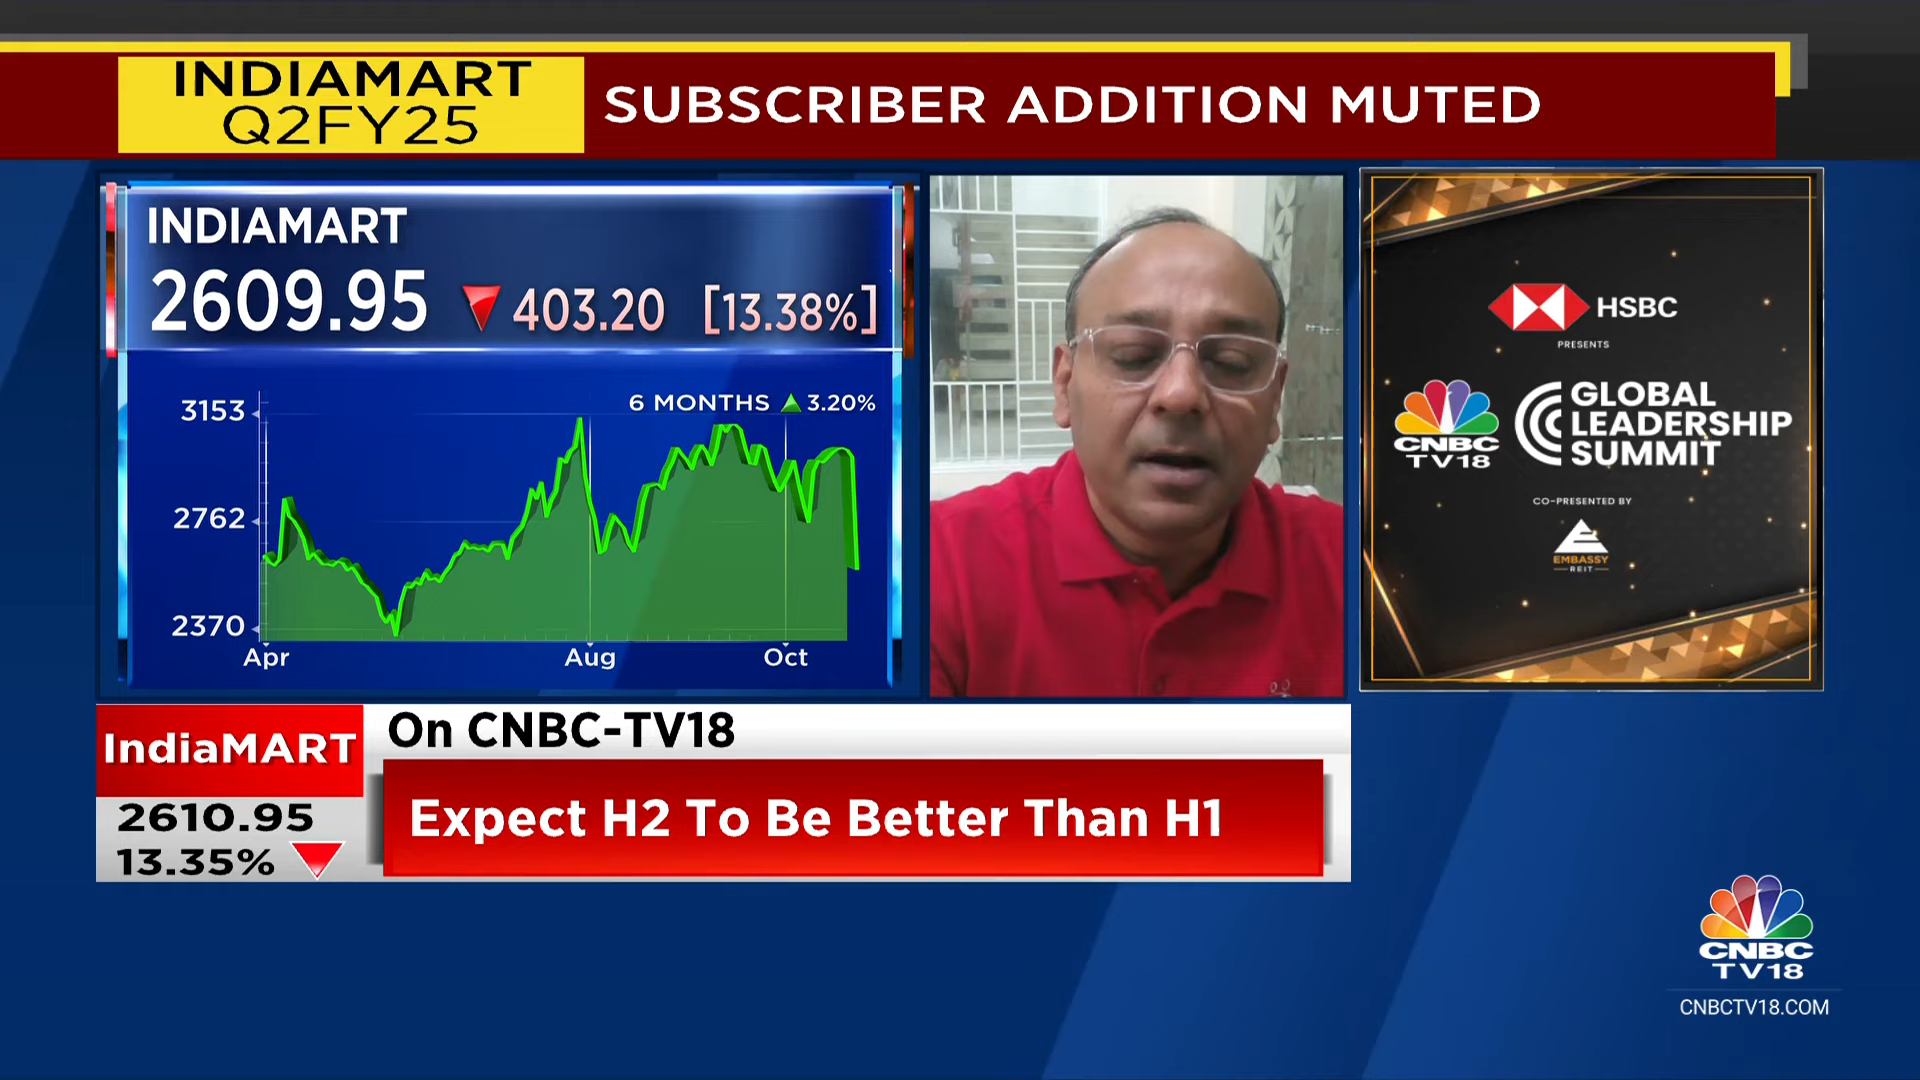 INDIAMART
Q2FY25
SUBSCRIBER ADDITION MUTED
INDIAMART
2609.95 403.20 [13.38%]
6 MONTHS 3.20%
3153
2762
2370
Apr Aug Oct
HSBC
PRESENTS
CNBC
TV18
GLOBAL
LEADERSHIP
SUMMIT
CO-PRESENTED BY
EMBASSY
REIT
IndiaMART
2610.95
13.35%
On CNBC-TV18
Expect H2 To Be Better Than H1
CNBC
TV18
CNBCTV18.COM